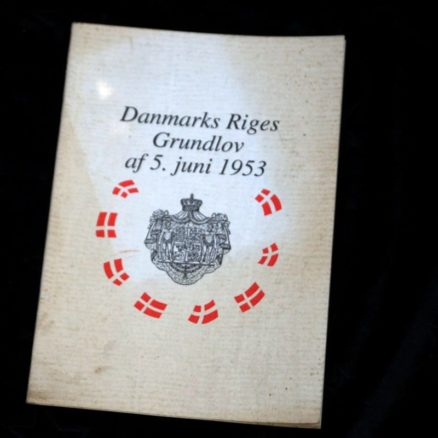 Danmarks Riges
Grundlov
af 5. juni 1953